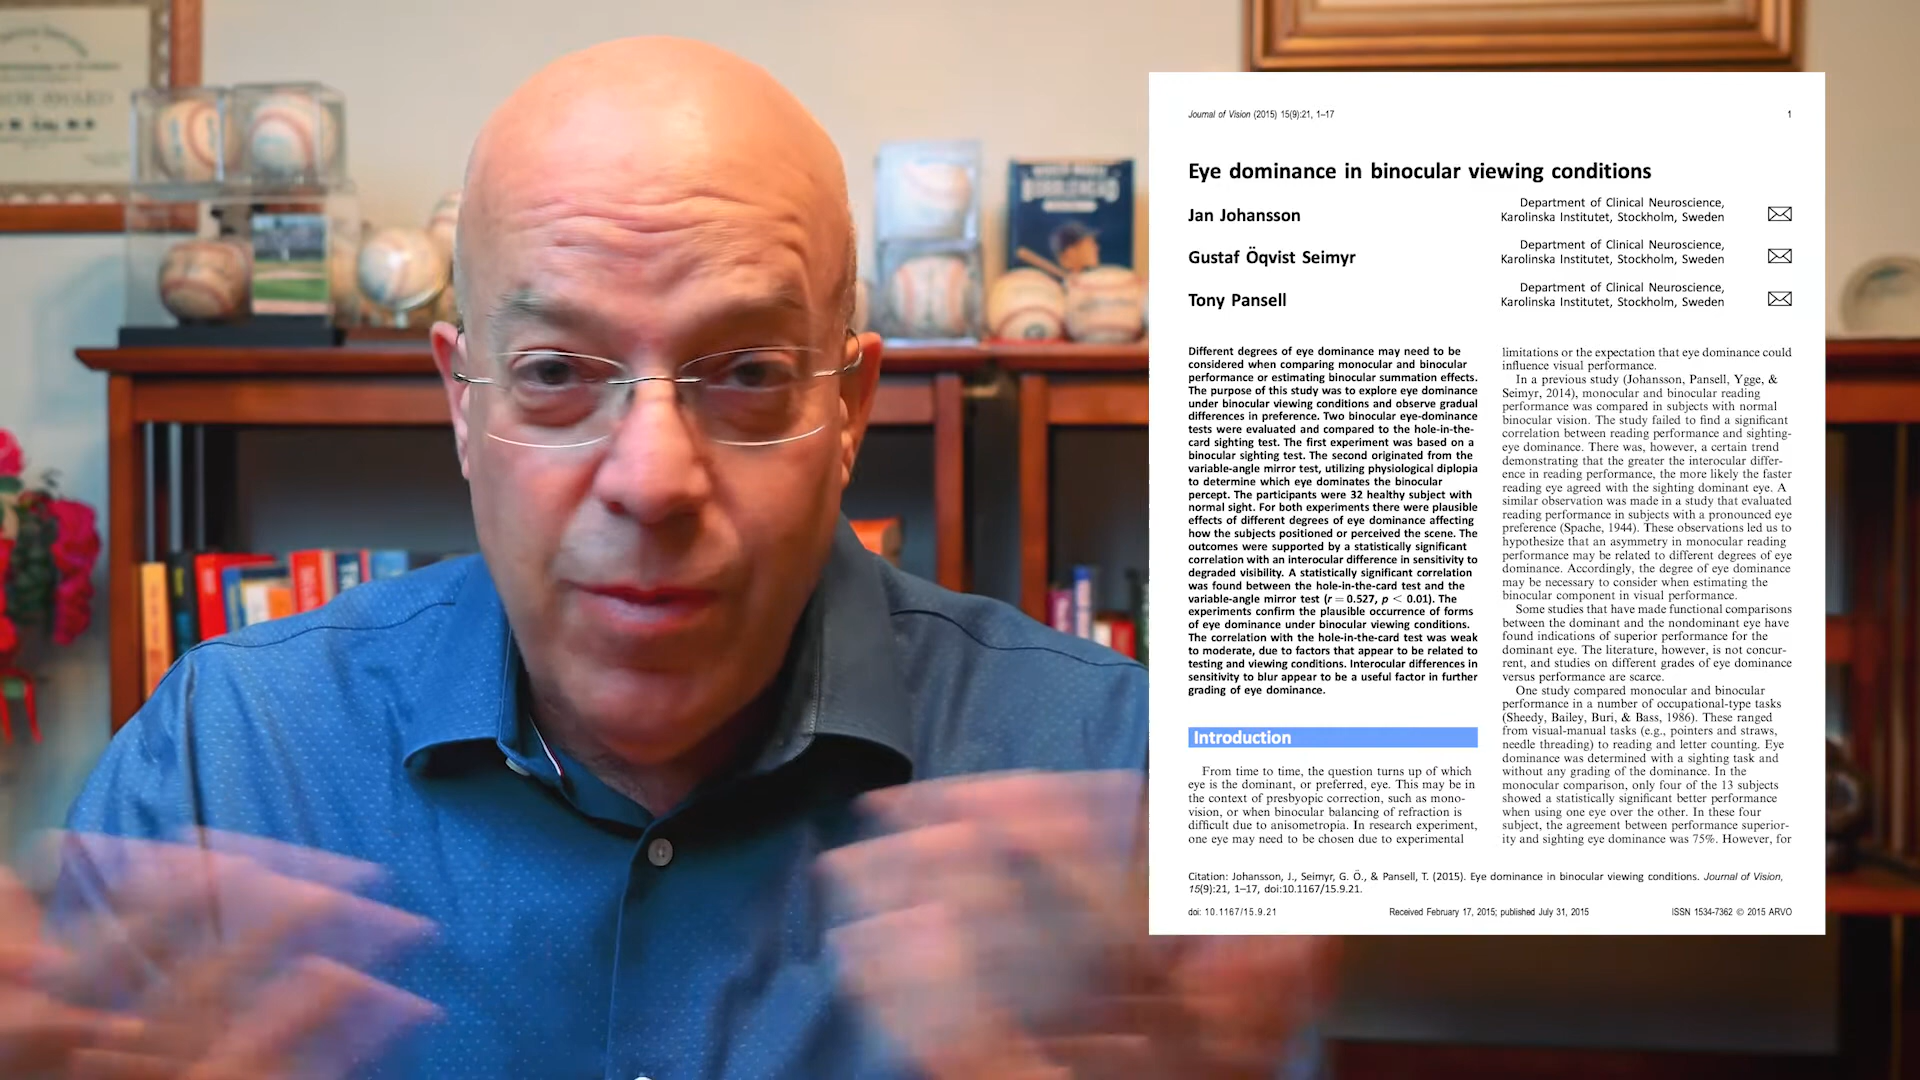 BOBBLEHEAD
Journal of Vision (2015) 15(9):21, 1–17
1
Eye dominance in binocular viewing conditions
Jan Johansson
Department of Clinical Neuroscience,
Karolinska Institutet, Stockholm, Sweden
Gustaf Öqvist Seimyr
Department of Clinical Neuroscience,
Karolinska Institutet, Stockholm, Sweden
Tony Pansell
Department of Clinical Neuroscience,
Karolinska Institutet, Stockholm, Sweden
Different degrees of eye dominance may need to be
considered when comparing monocular and binocular
performance or estimating binocular summation effects.
The purpose of this study was to explore eye dominance
under binocular viewing conditions and observe gradual
differences in preference. Two binocular eye-dominance
tests were evaluated and compared to the hole-in-the-
card sighting test. The first experiment was based on a
binocular sighting test. The second originated from the
variable-angle mirror test, utilizing physiological diplopia
to determine which eye dominates the binocular
percept. The participants were 32 healthy subject with
normal sight. For both experiments there were plausible
effects of different degrees of eye dominance affecting
how the subjects positioned or perceived the scene. The
outcomes were supported by a statistically significant
correlation with an interocular difference in sensitivity to
degraded visibility. A statistically significant correlation
was found between the hole-in-the-card test and the
variable-angle mirror test (r = 0.527, p < 0.01). The
experiments confirm the plausible occurrence of forms
of eye dominance under binocular viewing conditions.
The correlation with the hole-in-the-card test was weak
to moderate, due to factors that appear to be related to
testing and viewing conditions. Interocular differences in
sensitivity to blur appear to be a useful factor in further
grading of eye dominance.
Introduction
From time to time, the question turns up of which
eye is the dominant, or preferred, eye. This may be in
the context of presbyopic correction, such as mono-
vision, or when binocular balancing of refraction is
difficult due to anisometropia. In research experiment,
one eye may need to be chosen due to experimental
limitations or the expectation that eye dominance could
influence visual performance.
In a previous study (Johansson, Pansell, Ygge, &
Seimyr, 2014), monocular and binocular reading
performance was compared in subjects with normal
binocular vision. The study failed to find a significant
correlation between reading performance and sighting-
eye dominance. There was, however, a certain trend
demonstrating that the greater the interocular differ-
ence in reading performance, the more likely the faster
reading eye agreed with the sighting dominant eye. A
similar observation was made in a study that evaluated
reading performance in subjects with a pronounced eye
preference (Spache, 1944). These observations led us to
hypothesize that an asymmetry in monocular reading
performance may be related to different degrees of eye
dominance. Accordingly, the degree of eye dominance
may be necessary to consider when estimating the
binocular component in visual performance.
Some studies that have made functional comparisons
between the dominant and the nondominant eye have
found indications of superior performance for the
dominant eye. The literature, however, is not concur-
rent, and studies on different grades of eye dominance
versus performance are scarce.
One study compared monocular and binocular
performance in a number of occupational-type tasks
(Sheedy, Bailey, Buri, & Bass, 1986). These ranged
from visual-manual tasks (e.g., pointers and straws,
needle threading) to reading and letter counting. Eye
dominance was determined with a sighting task and
without any grading of the dominance. In the
monocular comparison, only four of the 13 subjects
showed a statistically significant better performance
when using one eye over the other. In these four
subject, the agreement between performance superior-
ity and sighting eye dominance was 75%. However, for
Citation: Johansson, J., Seimyr, G. Ö., & Pansell, T. (2015). Eye dominance in binocular viewing conditions. Journal of Vision,
15(9):21, 1–17, doi:10.1167/15.9.21.
doi: 10.1167/15.9.21
Received February 17, 2015; published July 31, 2015
ISSN 1534-7362 © 2015 ARVO